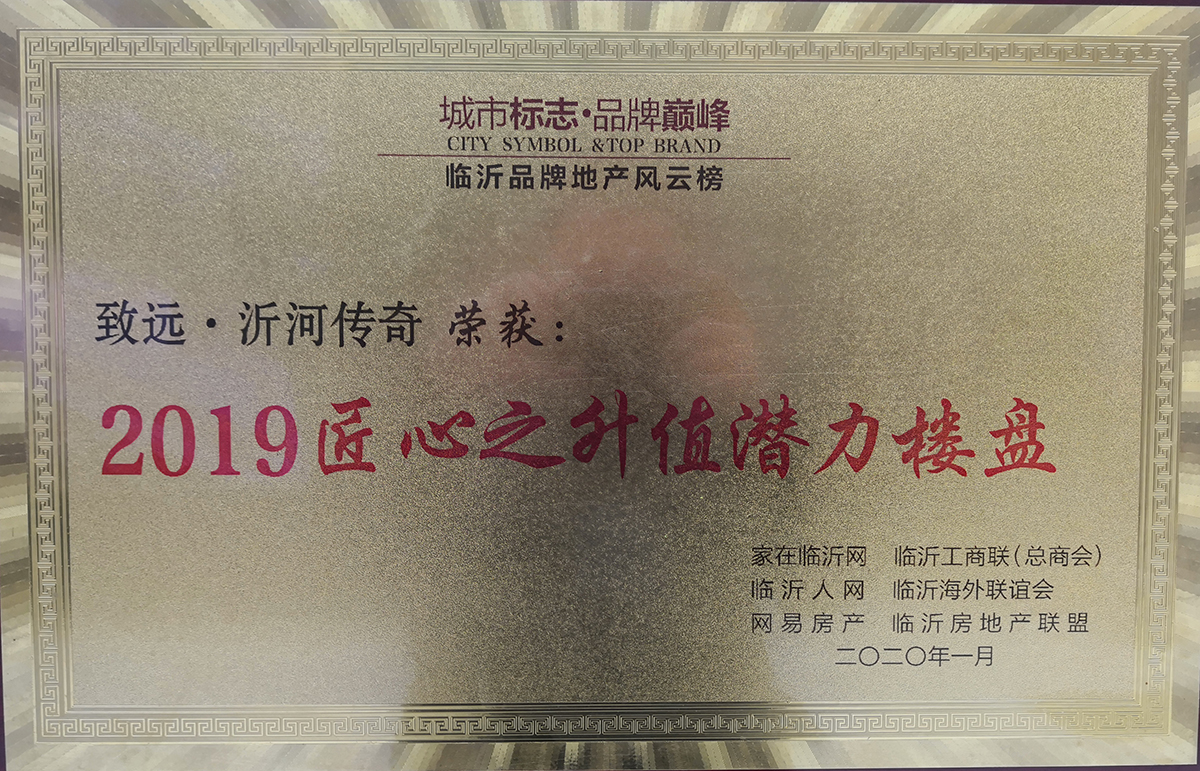 城市标志·品牌巅峰
CITY SYMBOL &TOP BRAND
临沂品牌地产风云榜
致远·沂河传奇 荣获：
2019匠心之升值潜力楼盘
家在临沂网 临沂工商联（总商会）
临沂人网 临沂海外联谊会
网易房产 临沂房地产联盟
二〇二〇年一月